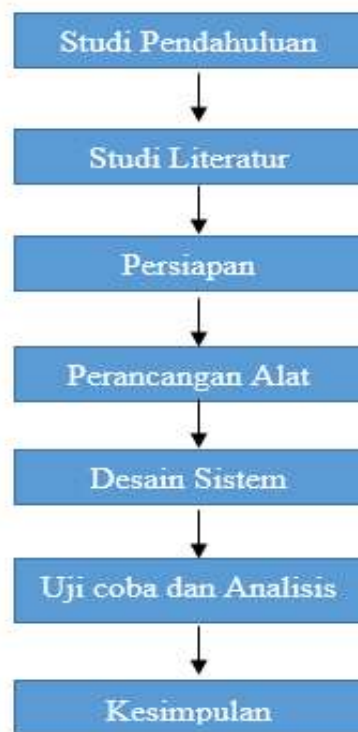 Studi Pendahuluan
Studi Literatur
Persiapan
Perancangan Alat
Desain Sistem
Uji coba dan Analisis
Kesimpulan